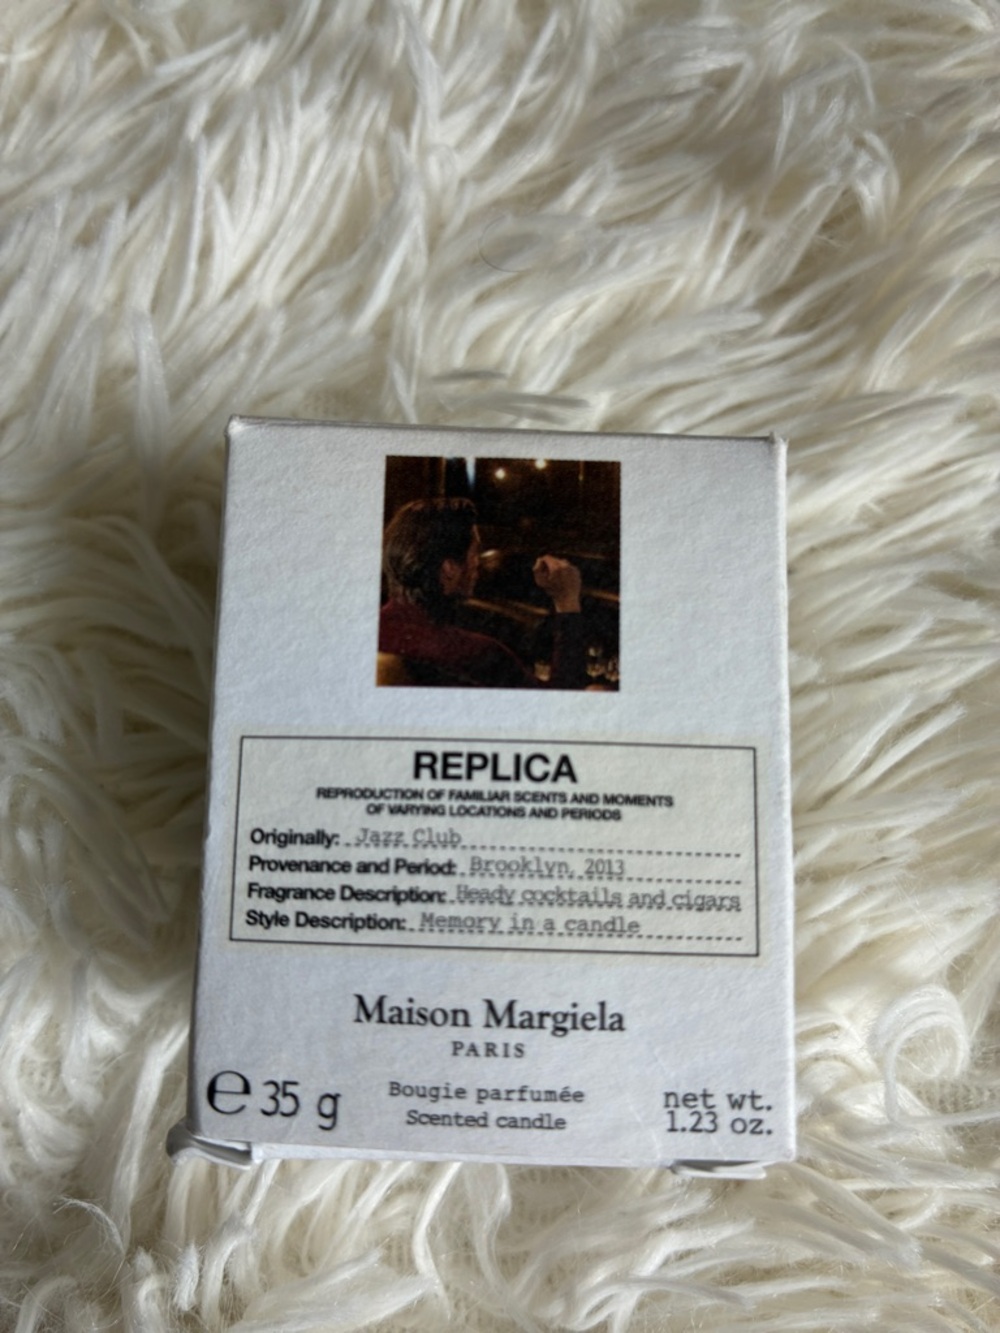 REPLICA
REPRODUCTION OF FAMILIAR SCENTS AND MOMENTS
OF VARYING LOCATIONS AND PERIODS
Originally: Jazz Club
Provenance and Period: Brooklyn, 2013
Fragrance Description: Heady cocktails and cigars
Style Description: Memory in a candle
Maison Margiela
PARIS
℮ 35 g
Bougie parfumée
Scented candle
net wt.
1.23 oz.